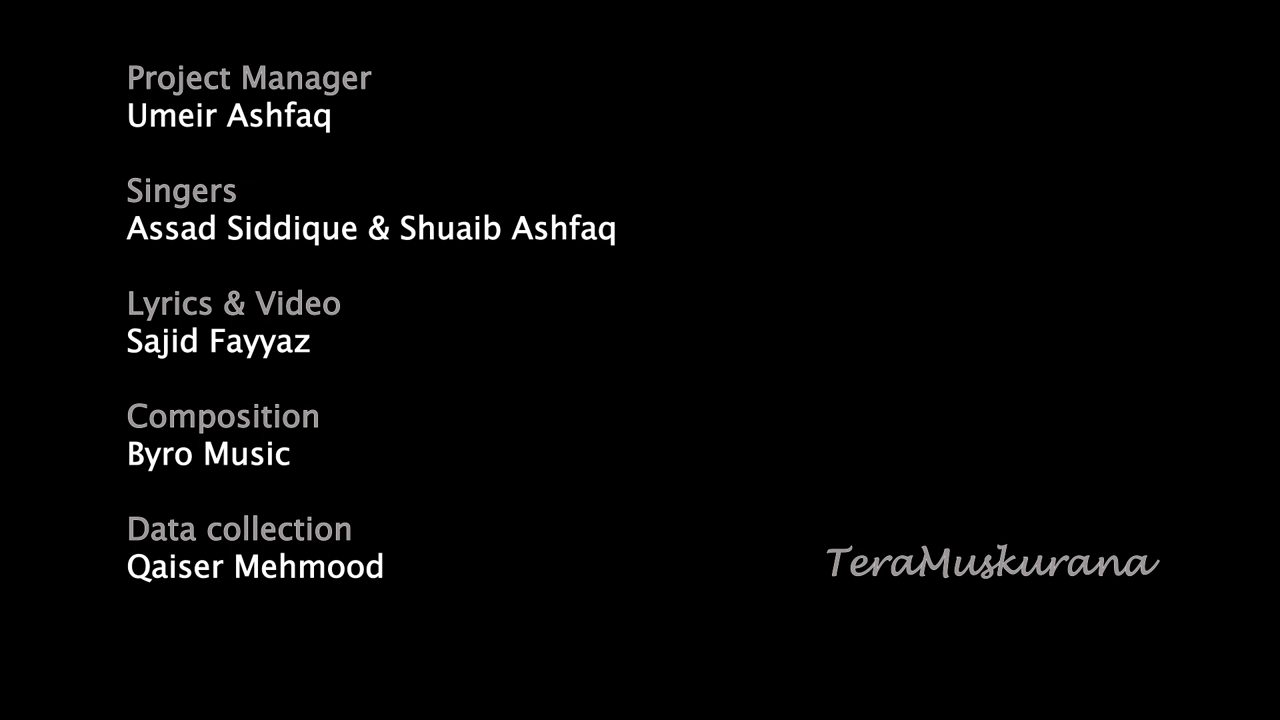 Project Manager
Umeir Ashfaq
Singers
Assad Siddique & Shuaib Ashfaq
Lyrics & Video
Sajid Fayyaz
Composition
Byro Music
Data collection
Qaiser Mehmood
TeraMuskurana